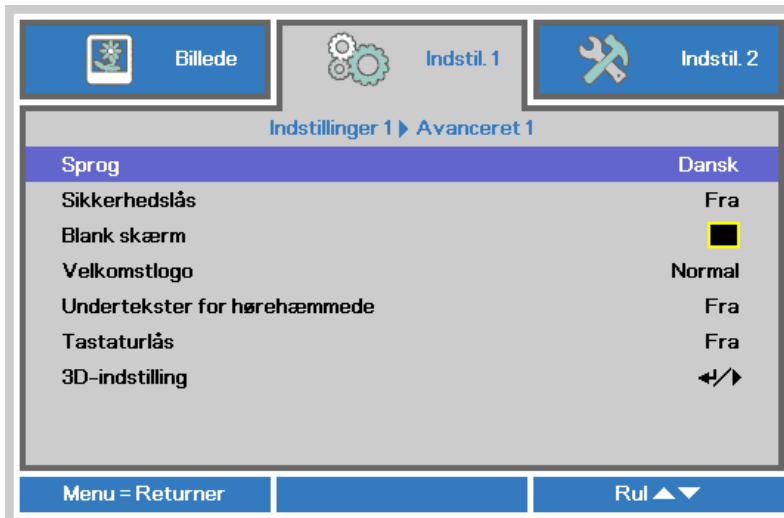 Billede
Indstil. 1
Indstil. 2
Indstillinger 1 Avanceret 1
Sprog Dansk
Sikkerhedslås Fra
Blank skærm
Velkomstlogo Normal
Undertekster for hørehæmmede Fra
Tastaturlås Fra
3D-indstilling ↵/▶
Menu = Returner Rul ▲▼